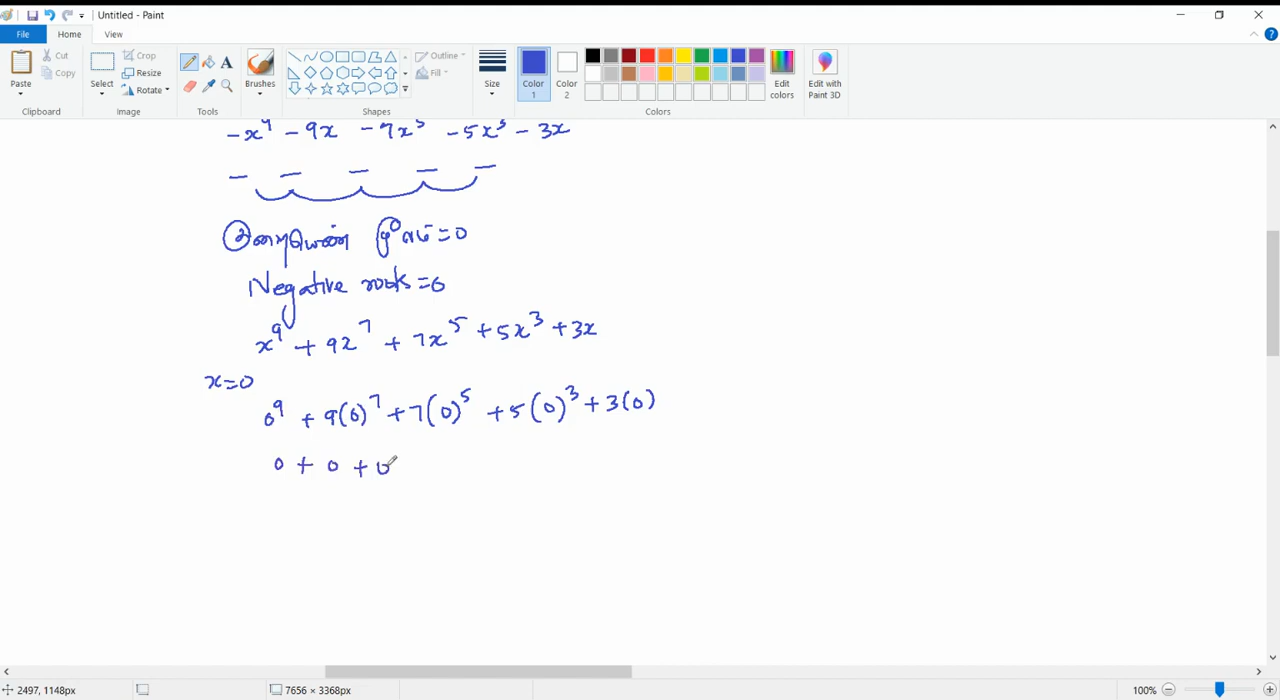 Untitled - Paint
File Home View
Paste
Cut
Copy
Clipboard
Select
Crop
Resize
Rotate
Image
Tools
Brushes
Shapes
Outline
Fill
Size
Color 1
Color 2
Edit colors
Edit with Paint 3D
Colors
-x⁹ - 9x - 7x⁵ - 5x³ - 3x
- - - - -
= 0
Negative roots = 0
x⁹ + 9x⁷ + 7x⁵ + 5x³ + 3x
x=0
0⁹ + 9(0)⁷ + 7(0)⁵ + 5(0)³ + 3(0)
0 + 0 + 0
2497, 1148px
7656 × 3368px
100%